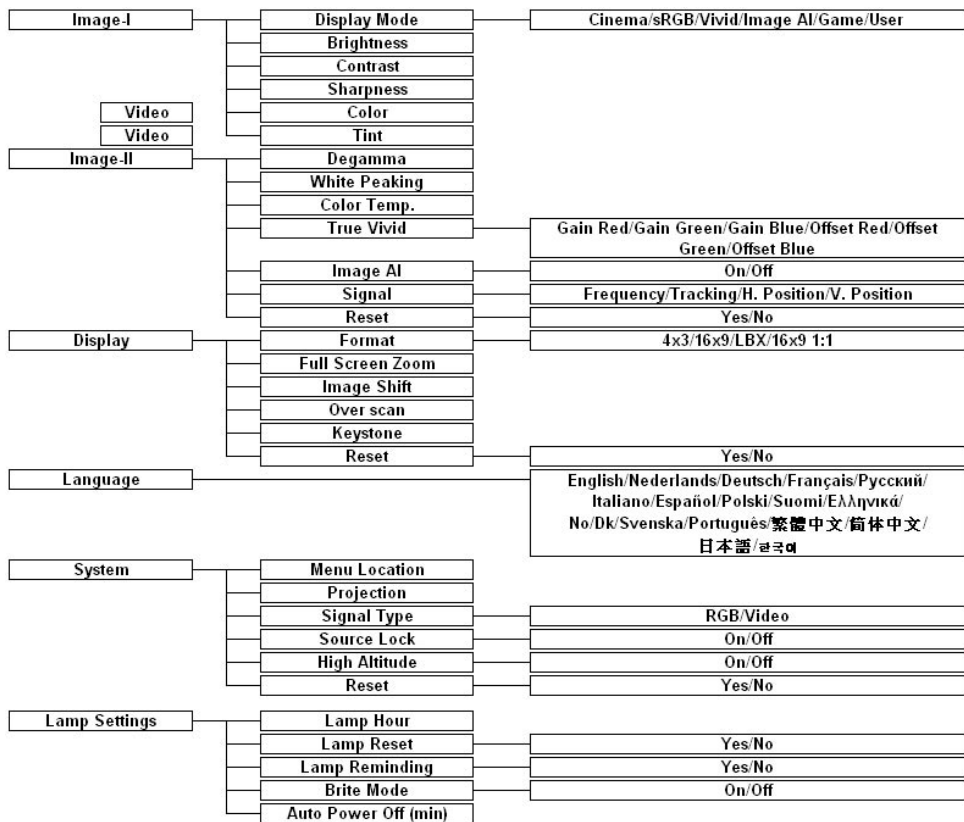 Image-I Display Mode Cinema/sRGB/Vivid/Image AI/Game/User
Brightness
Contrast
Sharpness
Video Color
Video Tint
Image-II Degamma
White Peaking
Color Temp.
True Vivid Gain Red/Gain Green/Gain Blue/Offset Red/Offset
Green/Offset Blue
Image AI On/Off
Signal Frequency/Tracking/H. Position/V. Position
Reset Yes/No
Display Format 4x3/16x9/LBX/16x9 1:1
Full Screen Zoom
Image Shift
Over scan
Keystone
Reset Yes/No
Language English/Nederlands/Deutsch/Français/Русский/
Italiano/Español/Polski/Suomi/Ελληνικά/
No/Dk/Svenska/Português/繁體中文/简体中文/
日本語/한국어
System Menu Location
Projection
Signal Type RGB/Video
Source Lock On/Off
High Altitude On/Off
Reset Yes/No
Lamp Settings Lamp Hour
Lamp Reset Yes/No
Lamp Reminding Yes/No
Brite Mode On/Off
Auto Power Off (min)